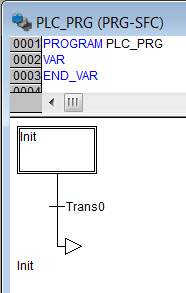 PLC_PRG (PRG-SFC)
0001 PROGRAM PLC_PRG
0002 VAR
0003 END_VAR
0004
Init
Trans0
Init